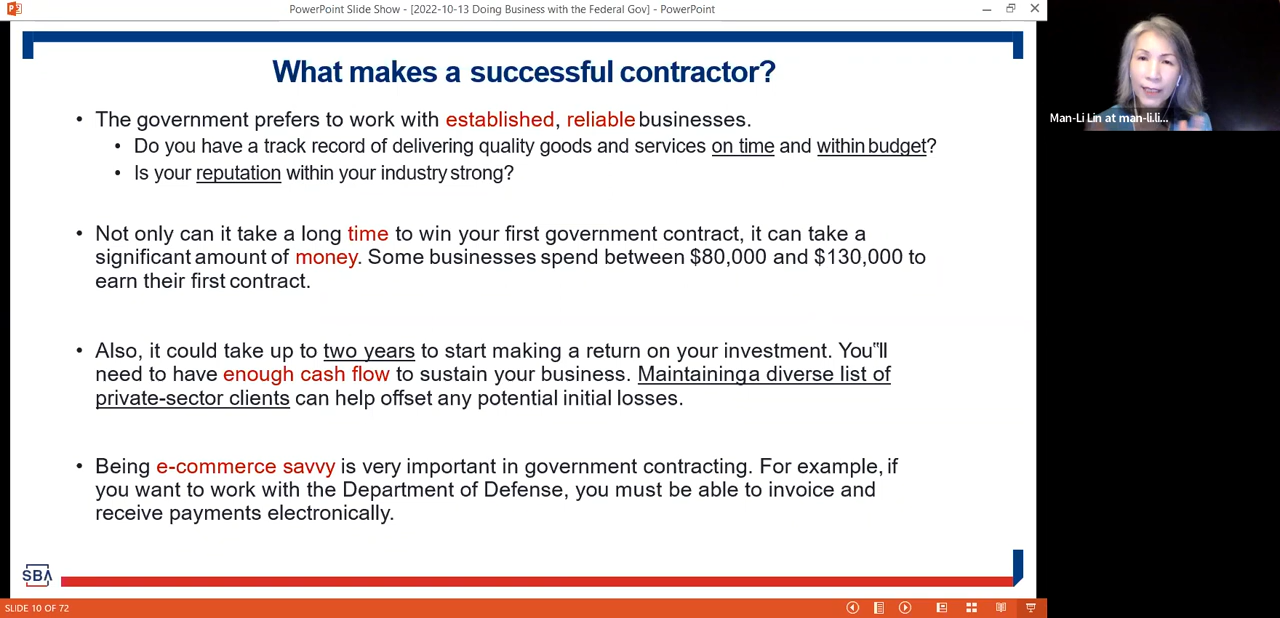 PowerPoint Slide Show - [2022-10-13 Doing Business with the Federal Gov] - PowerPoint
What makes a successful contractor?
• The government prefers to work with established, reliable businesses.
• Do you have a track record of delivering quality goods and services on time and within budget?
• Is your reputation within your industry strong?
• Not only can it take a long time to win your first government contract, it can take a
significant amount of money. Some businesses spend between $80,000 and $130,000 to
earn their first contract.
• Also, it could take up to two years to start making a return on your investment. You‟ll
need to have enough cash flow to sustain your business. Maintaining a diverse list of
private-sector clients can help offset any potential initial losses.
• Being e-commerce savvy is very important in government contracting. For example, if
you want to work with the Department of Defense, you must be able to invoice and
receive payments electronically.
SBA
SLIDE 10 OF 72
Man-Li Lin at man-li.li...